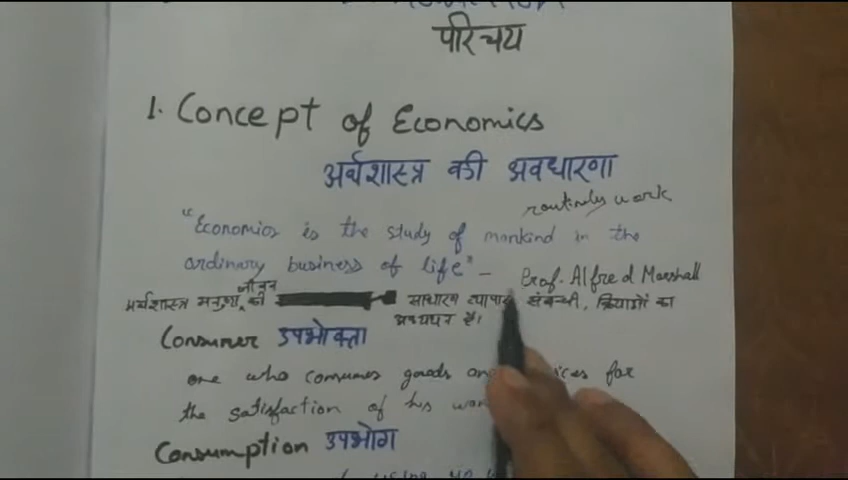 परिचय
1. Concept of Economics
अर्थशास्त्र की अवधारणा
routinely work
"Economics is the study of mankind in the
ordinary business of life" - Prof. Alfred Marshall
जीवन
अर्थशास्त्र मनुष्य की साधारण व्यापार संबन्धी, क्रियाओं का
अध्ययन है।
Consumer उपभोक्ता
one who consumes goods for
the satisfaction of his
Consumption उपभोग